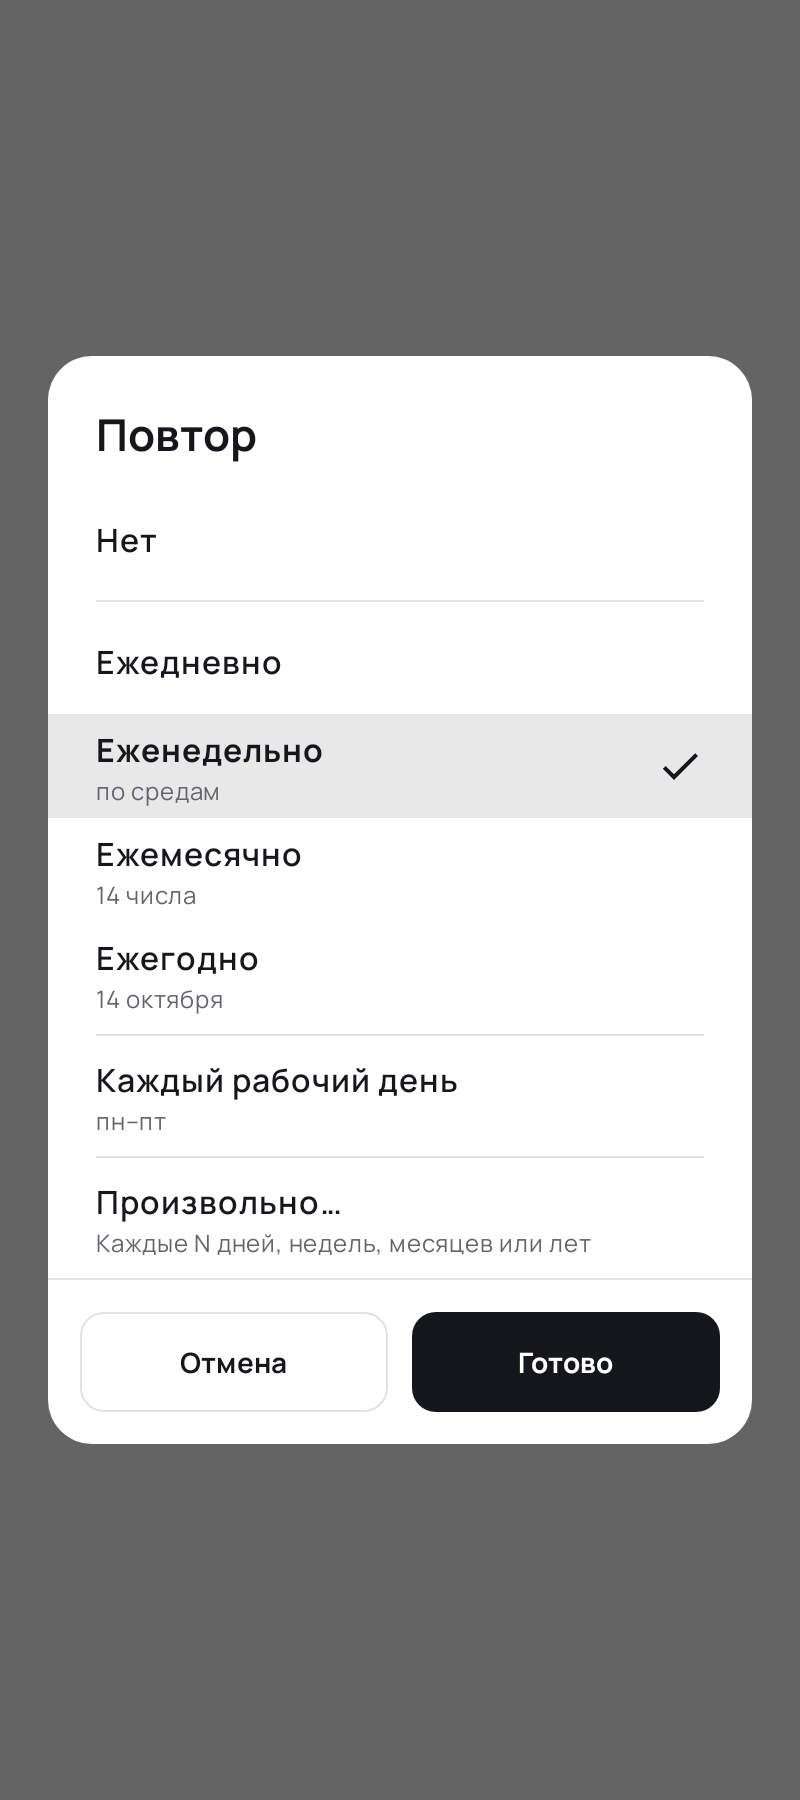 Повтор
Нет
Ежедневно
Еженедельно
по средам
Ежемесячно
14 числа
Ежегодно
14 октября
Каждый рабочий день
пн–пт
Произвольно…
Каждые N дней, недель, месяцев или лет
Отмена
Готово